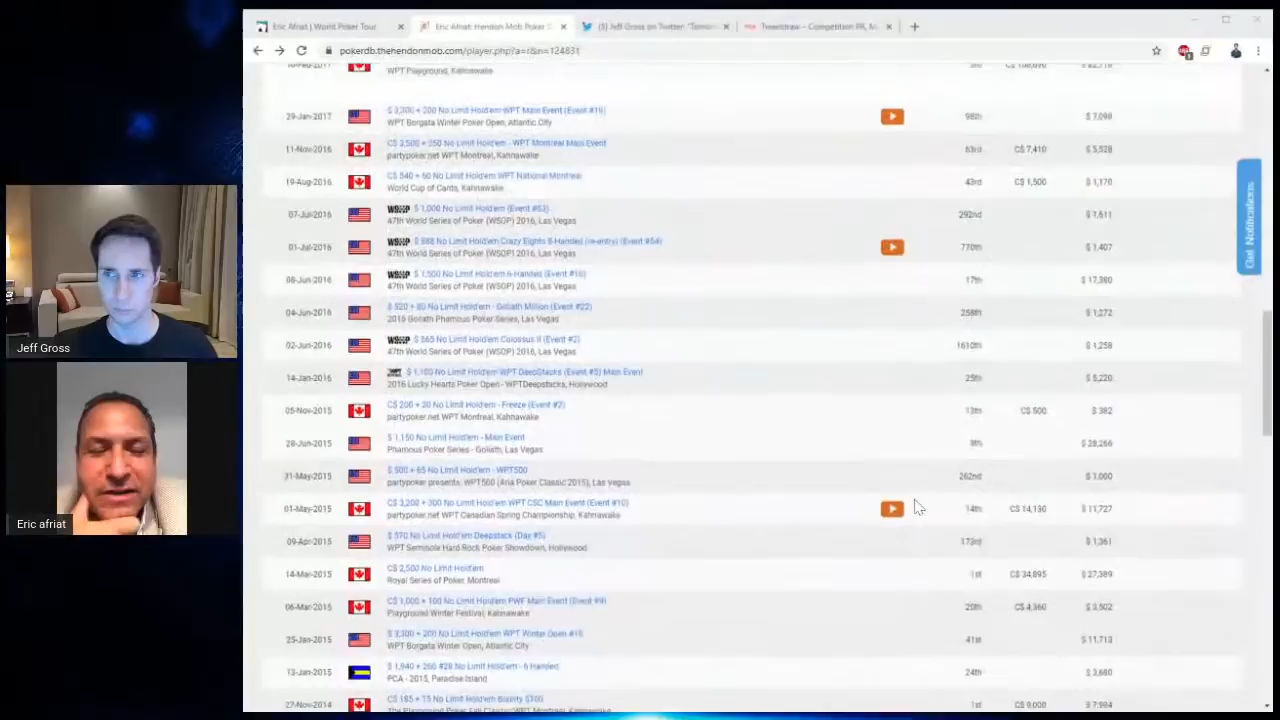 Eric Afriat | World Poker Tour
Eric Afriat: Hendon Mob Poker
(5) Jeff Gross on Twitter: "Tomorr
Tweetdraw – Competition PK, M
pokerdb.thehendonmob.com/player.php?a=r&n=124831
WPT Playground, Kahnawake
29-Jan-2017 $ 3,300 + 200 No Limit Hold'em- WPT Main Event (Event #19) 98th $ 7,098
WPT Borgata Winter Poker Open, Atlantic City
11-Nov-2016 C$ 3,500 + 350 No Limit Hold'em - WPT Montreal Main Event 63rd C$ 7,410 $ 5,528
partypoker.net WPT Montreal, Kahnawake
19-Aug-2016 C$ 540 + 60 No Limit Hold'em WPT National Montreal 43rd C$ 1,500 $ 1,170
World Cup of Cards, Kahnawake
07-Jul-2016 WSOP $ 1,000 No Limit Hold'em (Event #63) 292nd $ 1,611
47th World Series of Poker (WSOP) 2016, Las Vegas
01-Jul-2016 WSOP $ 888 No Limit Hold'em Crazy Eights 8-Handed (re-entry) (Event #54) 770th $ 1,407
47th World Series of Poker (WSOP) 2016, Las Vegas
08-Jun-2016 WSOP $ 1,500 No Limit Hold'em 6-Handed (Event #16) 17th $ 17,380
47th World Series of Poker (WSOP) 2016, Las Vegas
04-Jun-2016 $ 520 + 80 No Limit Hold'em - Goliath Million (Event #22) 258th $ 1,272
2016 Goliath Phamous Poker Series, Las Vegas
02-Jun-2016 WSOP $ 565 No Limit Hold'em Colossus II (Event #2) 1610th $ 1,258
47th World Series of Poker (WSOP) 2016, Las Vegas
14-Jan-2016 $ 1,100 No Limit Hold'em WPT DeepStacks (Event #5) Main Event 25th $ 5,220
2016 Lucky Hearts Poker Open - WPTDeepstacks, Hollywood
05-Nov-2015 C$ 200 + 20 No Limit Hold'em - Freeze (Event #2) 13th C$ 500 $ 382
partypoker.net WPT Montreal, Kahnawake
28-Jun-2015 $ 1,150 No Limit Hold'em - Main Event 9th $ 28,266
Phamous Poker Series - Goliath, Las Vegas
31-May-2015 $ 500 + 65 No Limit Hold'em - WPT500 262nd $ 1,000
partypoker presents: WPT500 (Aria Poker Classic 2015), Las Vegas
01-May-2015 C$ 3,200 + 300 No Limit Hold'em WPT CSC Main Event (Event #10) 14th C$ 14,130 $ 11,727
partypoker.net WPT Canadian Spring Championship, Kahnawake
09-Apr-2015 $ 570 No Limit Hold'em Deepstack (Day #5) 173rd $ 1,361
WPT Seminole Hard Rock Poker Showdown, Hollywood
14-Mar-2015 C$ 2,500 No Limit Hold'em 1st C$ 34,895 $ 27,389
Royal Series of Poker, Montreal
06-Mar-2015 C$ 1,000 + 100 No Limit Hold'em PWF Main Event (Event #9) 20th C$ 4,360 $ 3,502
Playground Winter Festival, Kahnawake
25-Jan-2015 $ 3,300 + 200 No Limit Hold'em WPT Winter Open #19 41st $ 11,713
WPT Borgata Winter Open, Atlantic City
13-Jan-2015 $ 1,940 + 260 #28 No Limit Hold'em - 6 Handed 24th $ 3,680
PCA - 2015, Paradise Island
27-Nov-2014 C$ 185 + 15 No Limit Hold'em Bounty $100 1st C$ 9,000 $ 7,984
Get Notifications
Jeff Gross
Eric afriat